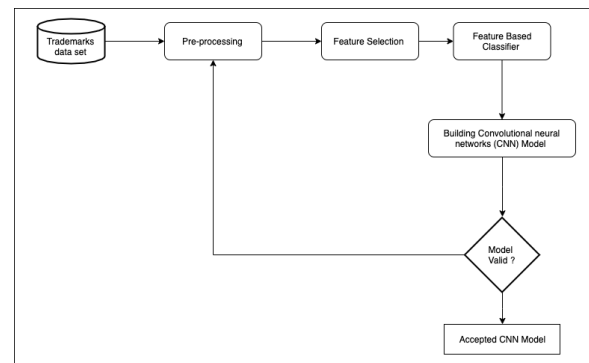 Trademarks
data set
Pre-processing
Feature Selection
Feature Based
Classifier
Building Convolutional neural
networks (CNN) Model
Model
Valid ?
Accepted CNN Model